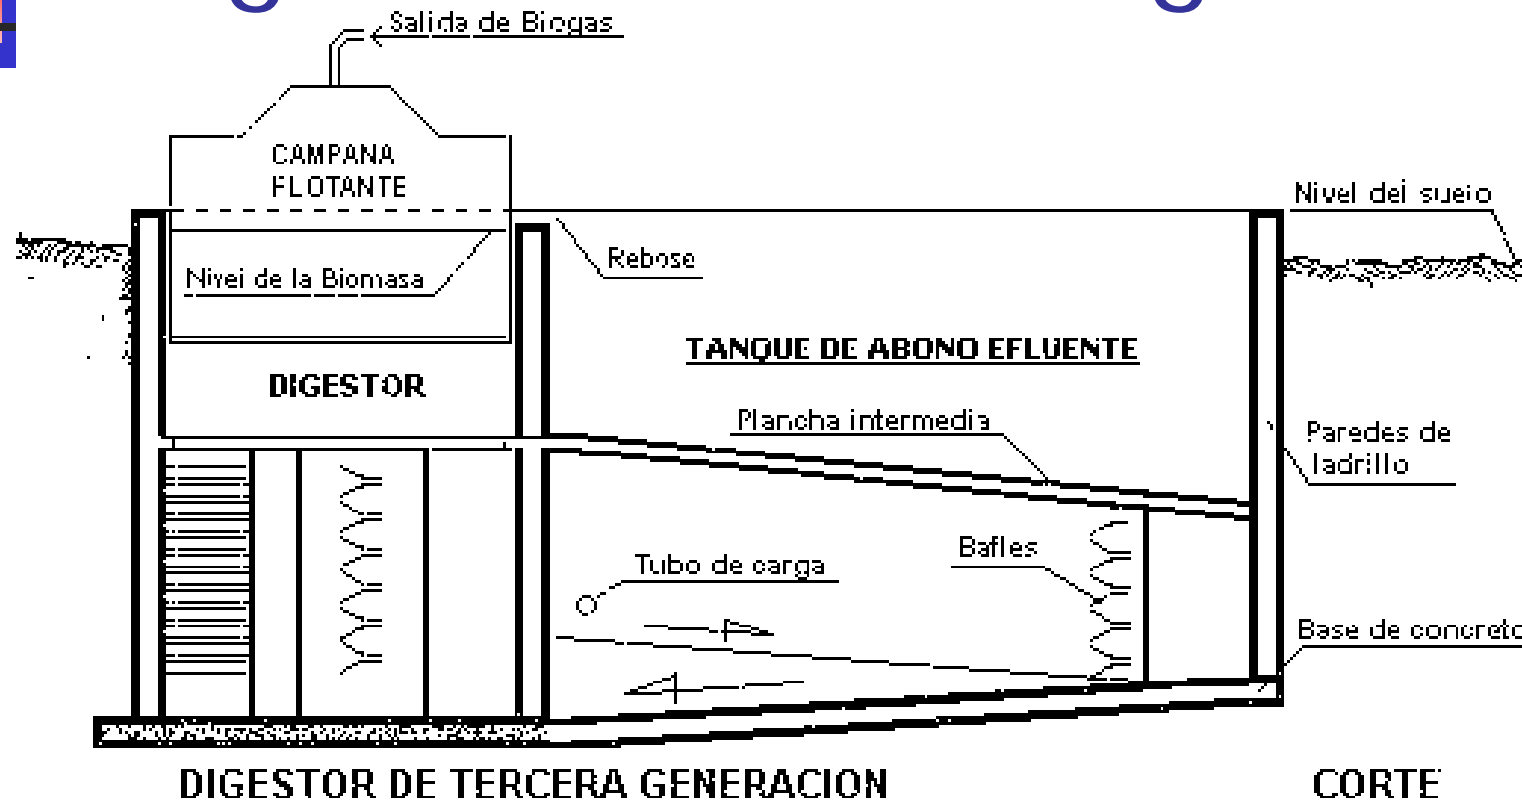 Salida de Biogas
CAMPANA
FLOTANTE
Nivel del suelo
Rebose
Nivel de la Biomasa
TANQUE DE ABONO EFLUENTE
DIGESTOR
Plancha intermedia
Paredes de
ladrillo
Bafles
Tubo de carga
Base de concreto
DIGESTOR DE TERCERA GENERACION
CORTE